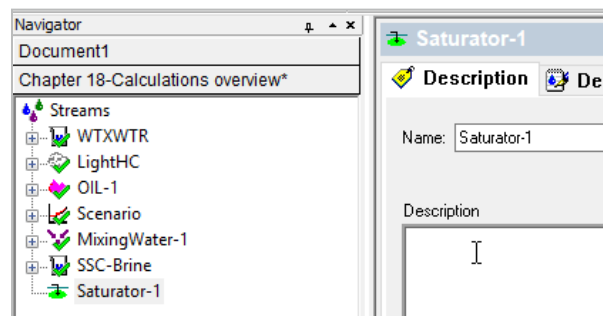 Navigator
Document1
Chapter 18-Calculations overview*
Streams
WTXWTR
LightHC
OIL-1
Scenario
MixingWater-1
SSC-Brine
Saturator-1
Saturator-1
Description
De
Name: Saturator-1
Description